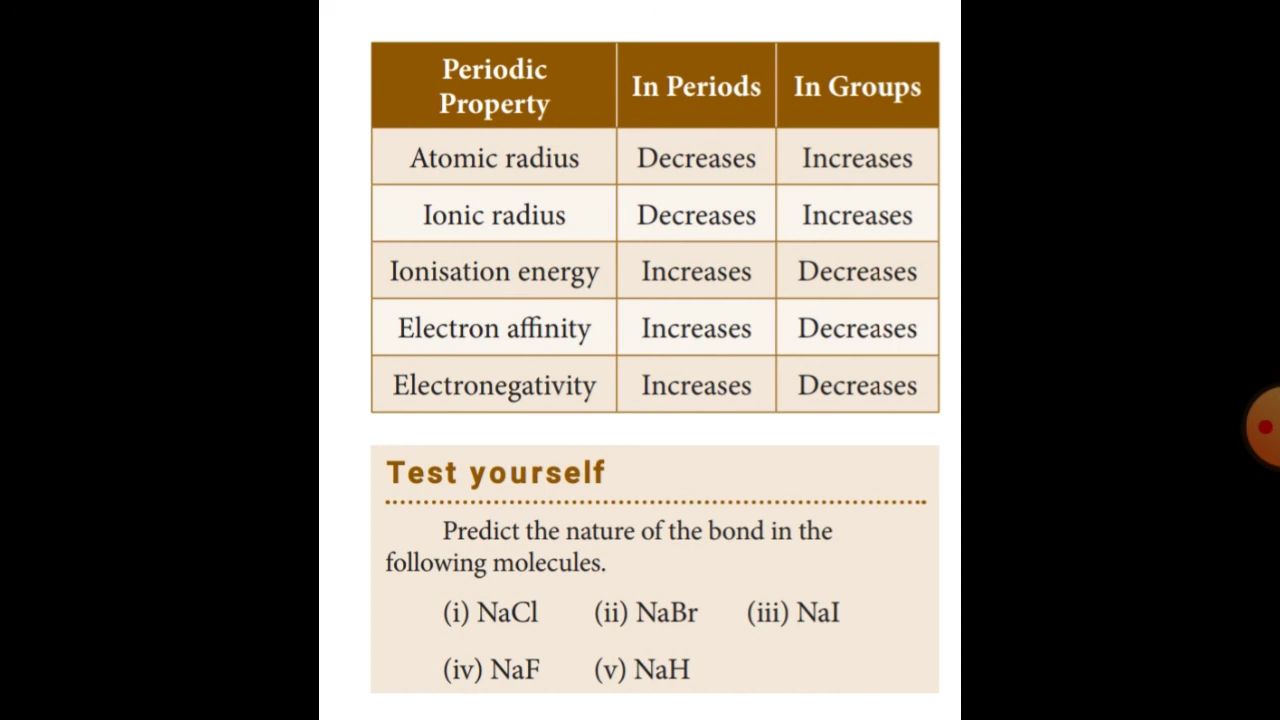 Periodic
Property
In Periods
In Groups
Atomic radius Decreases Increases
Ionic radius Decreases Increases
Ionisation energy Increases Decreases
Electron affinity Increases Decreases
Electronegativity Increases Decreases
Test yourself
Predict the nature of the bond in the
following molecules.
(i) NaCl (ii) NaBr (iii) NaI
(iv) NaF (v) NaH